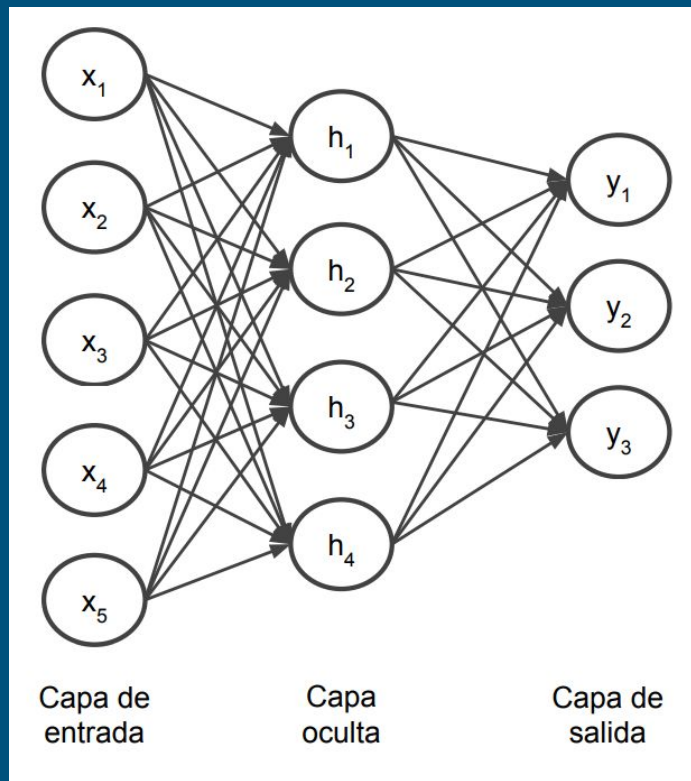 x₁
x₂
x₃
x₄
x₅
h₁
h₂
h₃
h₄
y₁
y₂
y₃
Capa de
entrada
Capa
oculta
Capa de
salida